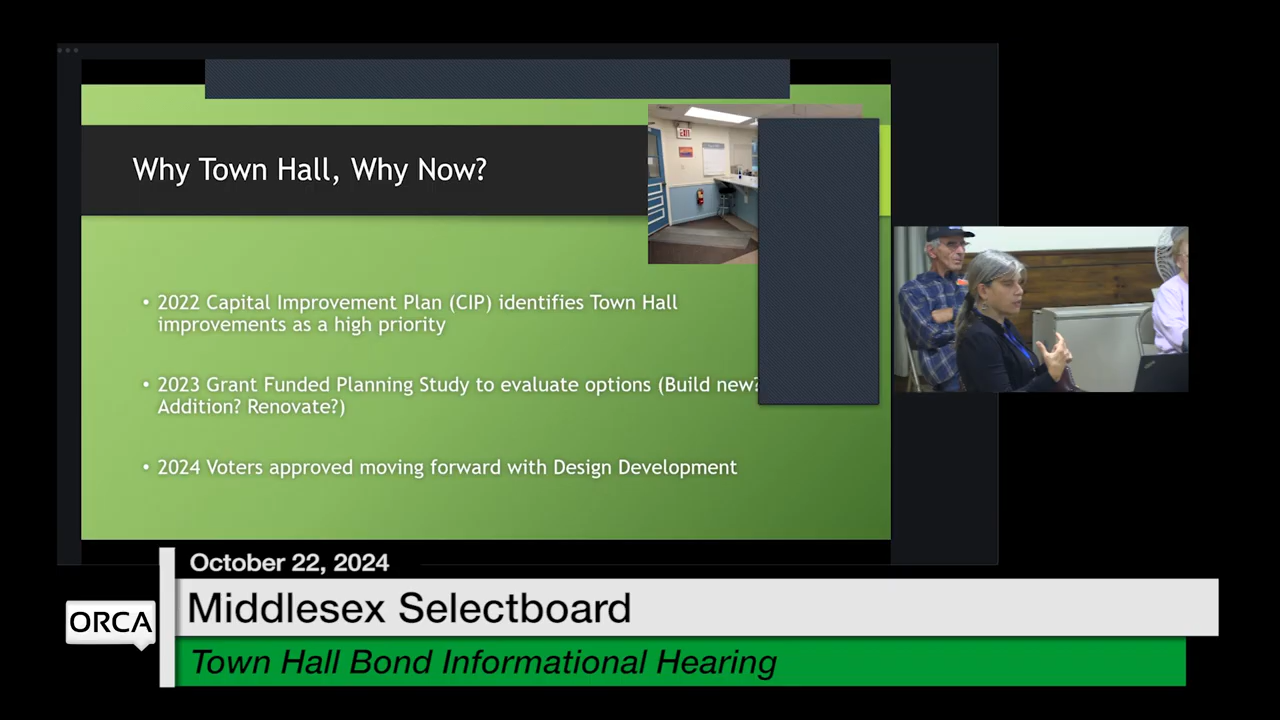 Why Town Hall, Why Now?
EXIT
• 2022 Capital Improvement Plan (CIP) identifies Town Hall
improvements as a high priority
• 2023 Grant Funded Planning Study to evaluate options (Build new?
Addition? Renovate?)
• 2024 Voters approved moving forward with Design Development
October 22, 2024
ORCA
Middlesex Selectboard
Town Hall Bond Informational Hearing